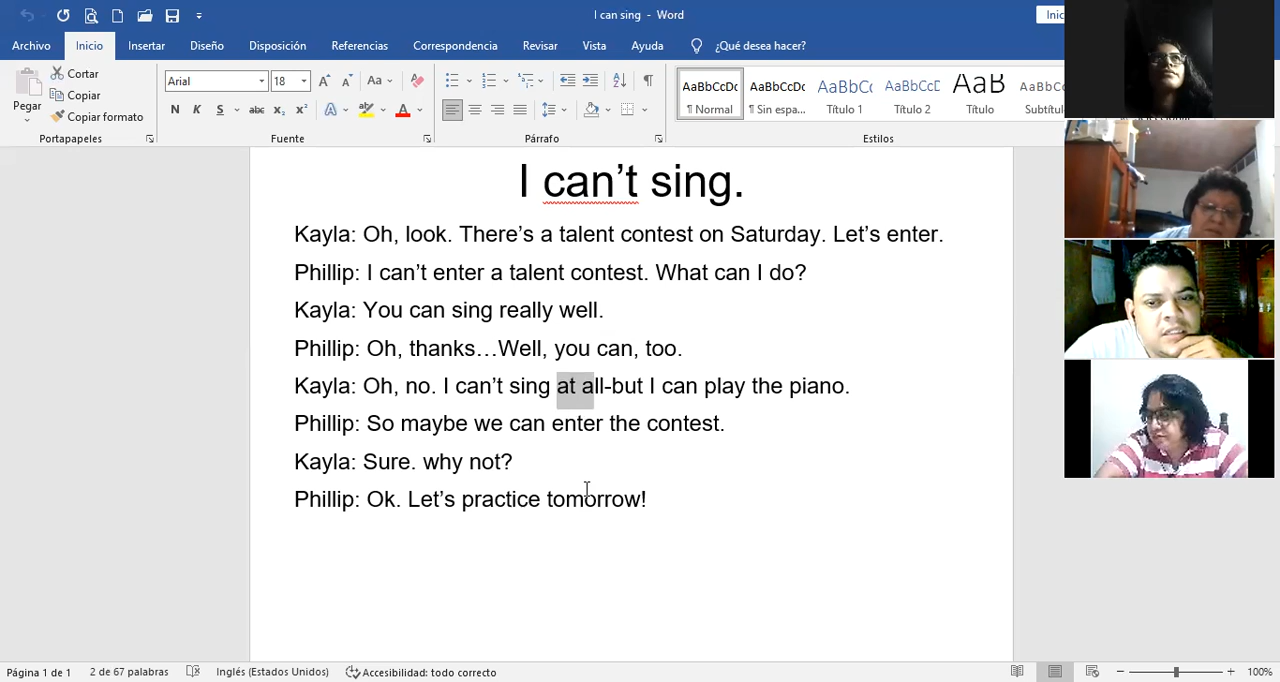 I can sing - Word
Inic
Archivo Inicio Insertar Diseño Disposición Referencias Correspondencia Revisar Vista Ayuda ¿Qué desea hacer?
Pegar
Cortar
Copiar
Copiar formato
Portapapeles
Arial 18
Aa
N K S abc x₂ x² A A
Fuente
Párrafo
AaBbCcDc AaBbCcDc AaBbCc AaBbCcD AaB AaBbCc
¶ Normal ¶ Sin espa... Título 1 Título 2 Título Subtítul
Estilos
I can’t sing.
Kayla: Oh, look. There’s a talent contest on Saturday. Let’s enter.
Phillip: I can’t enter a talent contest. What can I do?
Kayla: You can sing really well.
Phillip: Oh, thanks…Well, you can, too.
Kayla: Oh, no. I can’t sing at all-but I can play the piano.
Phillip: So maybe we can enter the contest.
Kayla: Sure. why not?
Phillip: Ok. Let’s practice tomorrow!
Página 1 de 1 2 de 67 palabras Inglés (Estados Unidos) Accesibilidad: todo correcto 100%